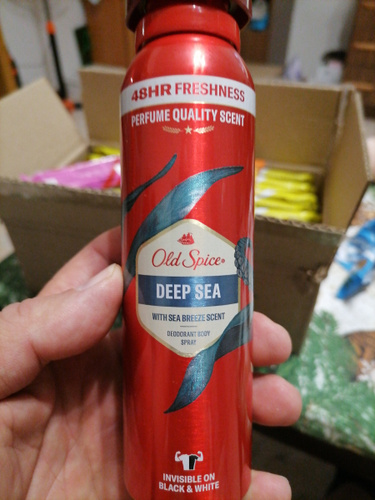 48HR FRESHNESS
PERFUME QUALITY SCENT
Old Spice®
DEEP SEA
WITH SEA BREEZE SCENT
DEODORANT BODY
SPRAY
INVISIBLE ON
BLACK & WHITE